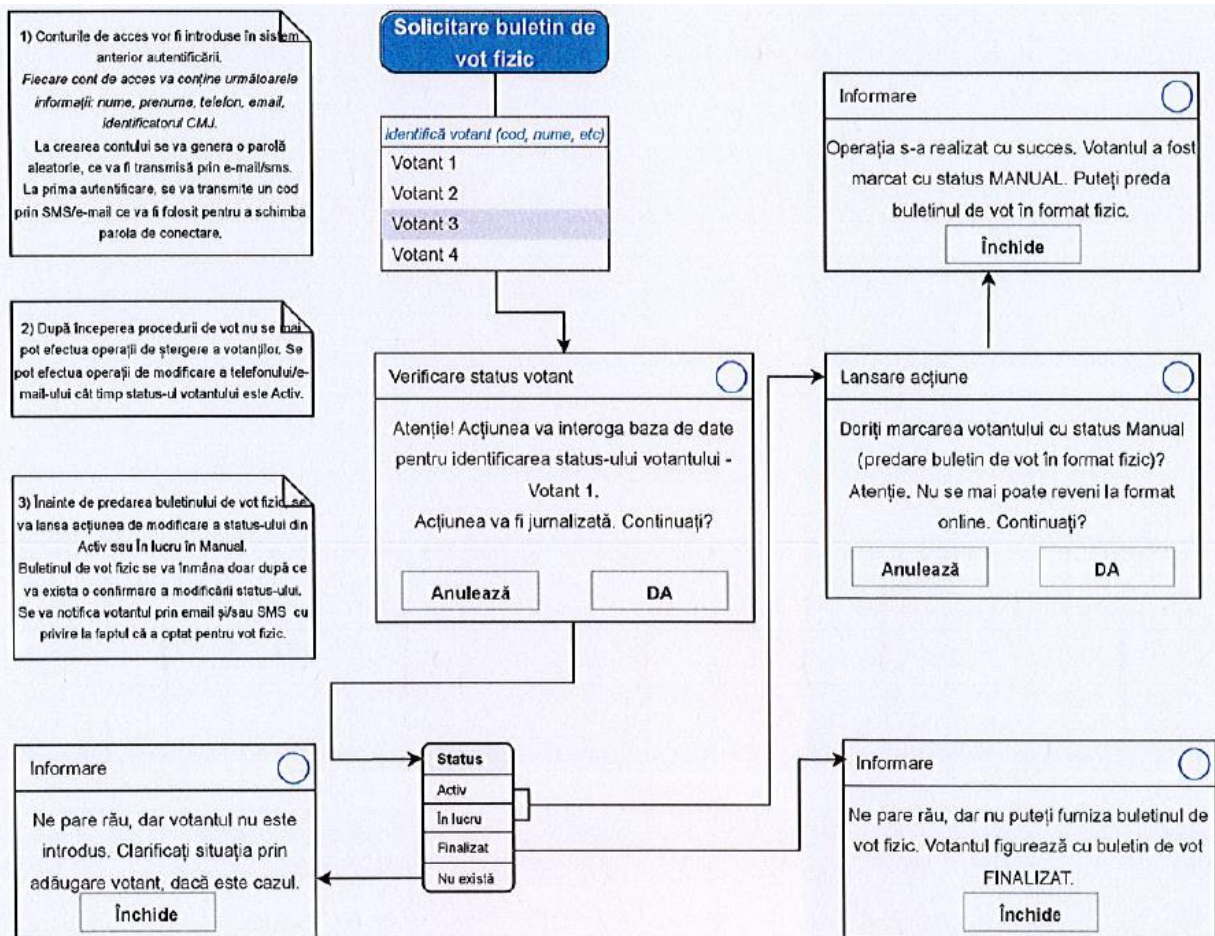 1) Conturile de acces vor fi introduse în sistem
anterior autentificării.
Fiecare cont de acces va conține următoarele
informații: nume, prenume, telefon, email,
identificatorul CMJ.
La crearea contului se va genera o parolă
aleatorie, ce va fi transmisă prin e-mail/sms.
La prima autentificare, se va transmite un cod
prin SMS/e-mail ce va fi folosit pentru a schimba
parola de conectare.
2) După începerea procedurii de vot nu se mai
pot efectua operații de ștergere a votanților. Se
pot efectua operații de modificare a telefonului/e-
mail-ului cât timp status-ul votantului este Activ.
3) Înainte de predarea buletinului de vot fizic, se
va lansa acțiunea de modificare a status-ului din
Activ sau În lucru în Manual.
Buletinul de vot fizic se va înmâna doar după ce
va exista o confirmare a modificării status-ului.
Se va notifica votantul prin email și/sau SMS cu
privire la faptul că a optat pentru vot fizic.
Solicitare buletin de
vot fizic
identifică votant (cod, nume, etc)
Votant 1
Votant 2
Votant 3
Votant 4
Verificare status votant
Atenție! Acțiunea va interoga baza de date
pentru identificarea status-ului votantului -
Votant 1.
Acțiunea va fi jurnalizată. Continuați?
Anulează
DA
Informare
Operația s-a realizat cu succes. Votantul a fost
marcat cu status MANUAL. Puteți preda
buletinul de vot în format fizic.
Închide
Lansare acțiune
Doriți marcarea votantului cu status Manual
(predare buletin de vot în format fizic)?
Atenție. Nu se mai poate reveni la format
online. Continuați?
Anulează
DA
Informare
Ne pare rău, dar votantul nu este
introdus. Clarificați situația prin
adăugare votant, dacă este cazul.
Închide
Status
Activ
În lucru
Finalizat
Nu există
Informare
Ne pare rău, dar nu puteți furniza buletinul de
vot fizic. Votantul figurează cu buletin de vot
FINALIZAT.
Închide